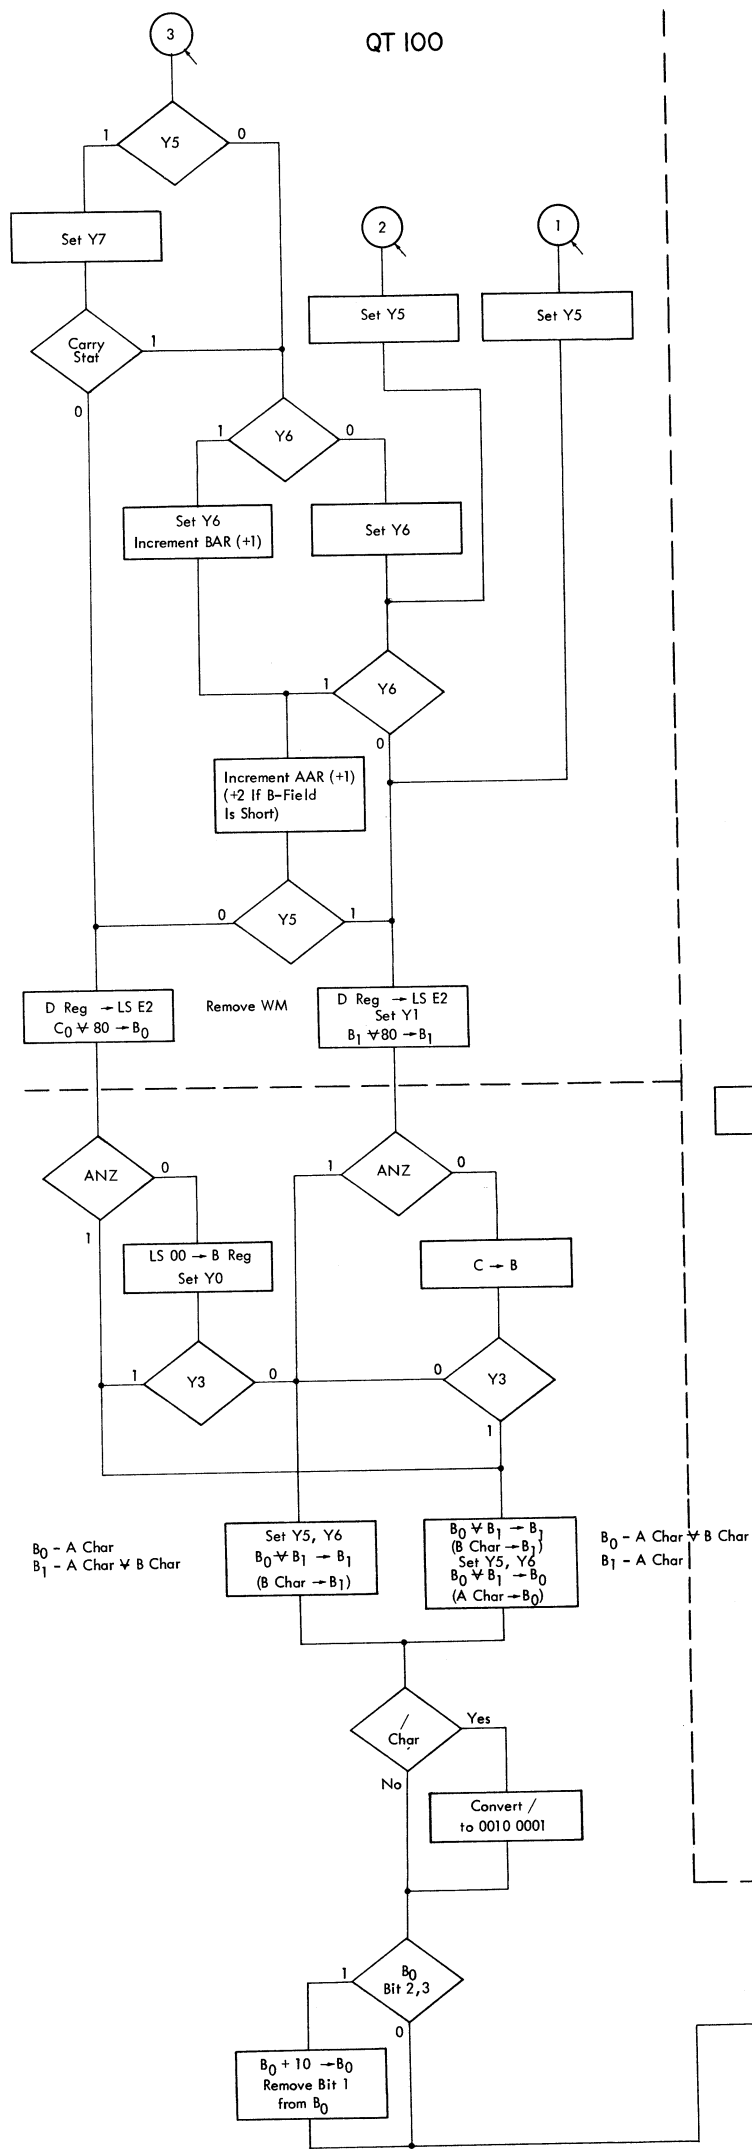 3
QT 100
1
Y5
0
Set Y7
2
1
Set Y5
Set Y5
Carry
Stat
1
0
1
Y6
0
Set Y6
Increment BAR (+1)
Set Y6
1
Y6
0
Increment AAR (+1)
(+2 If B-Field
Is Short)
0
Y5
1
D Reg → LS E2
C0 ⊻ 80 → B0
Remove WM
D Reg → LS E2
Set Y1
B1 ⊻ 80 → B1
ANZ
0
1
1
ANZ
0
LS 00 → B Reg
Set Y0
C → B
1
Y3
0
0
Y3
1
B0 - A Char
B1 - A Char ⊻ B Char
Set Y5, Y6
B0 ⊻ B1 → B1
(B Char → B1)
B0 ⊻ B1 → B1
(B Char → B1)
Set Y5, Y6
B0 ⊻ B1 → B0
(A Char → B0)
B0 - A Char ⊻ B Char
B1 - A Char
/
Char
Yes
No
Convert /
to 0010 0001
1
B0
Bit 2,3
0
B0 + 10 → B0
Remove Bit 1
from B0